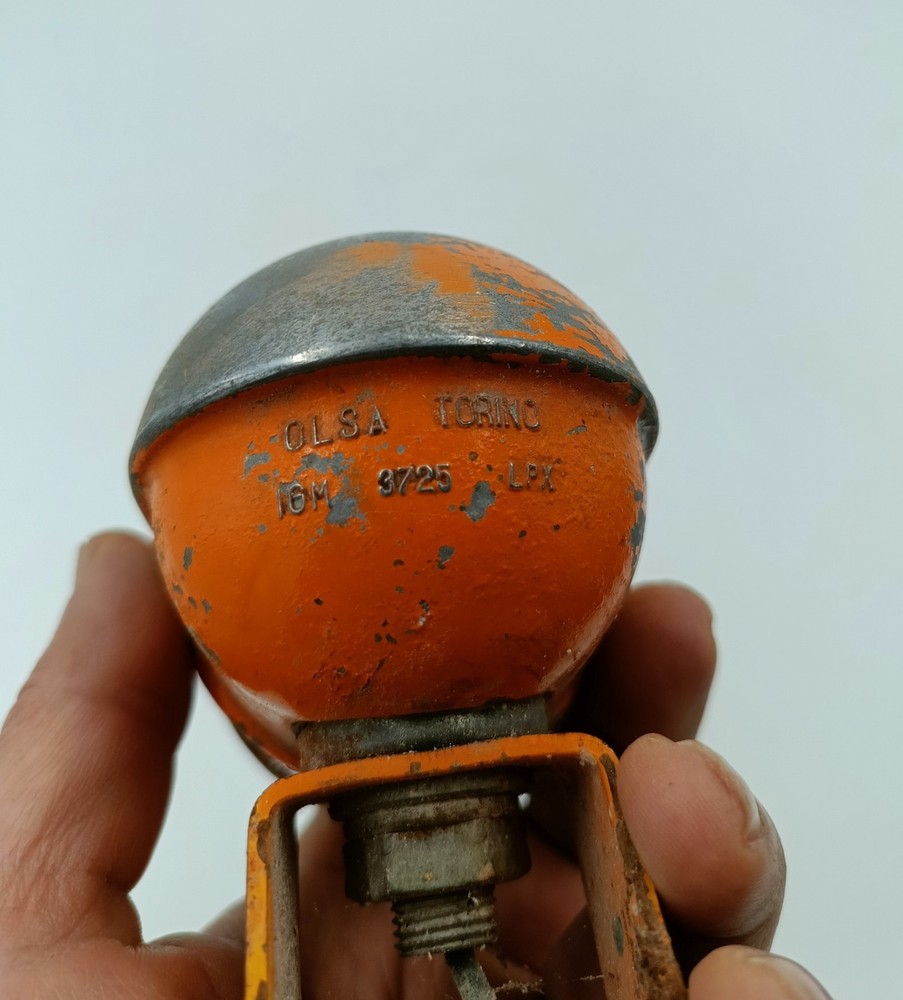 OLSA TORINO
IGM 3725 LPX